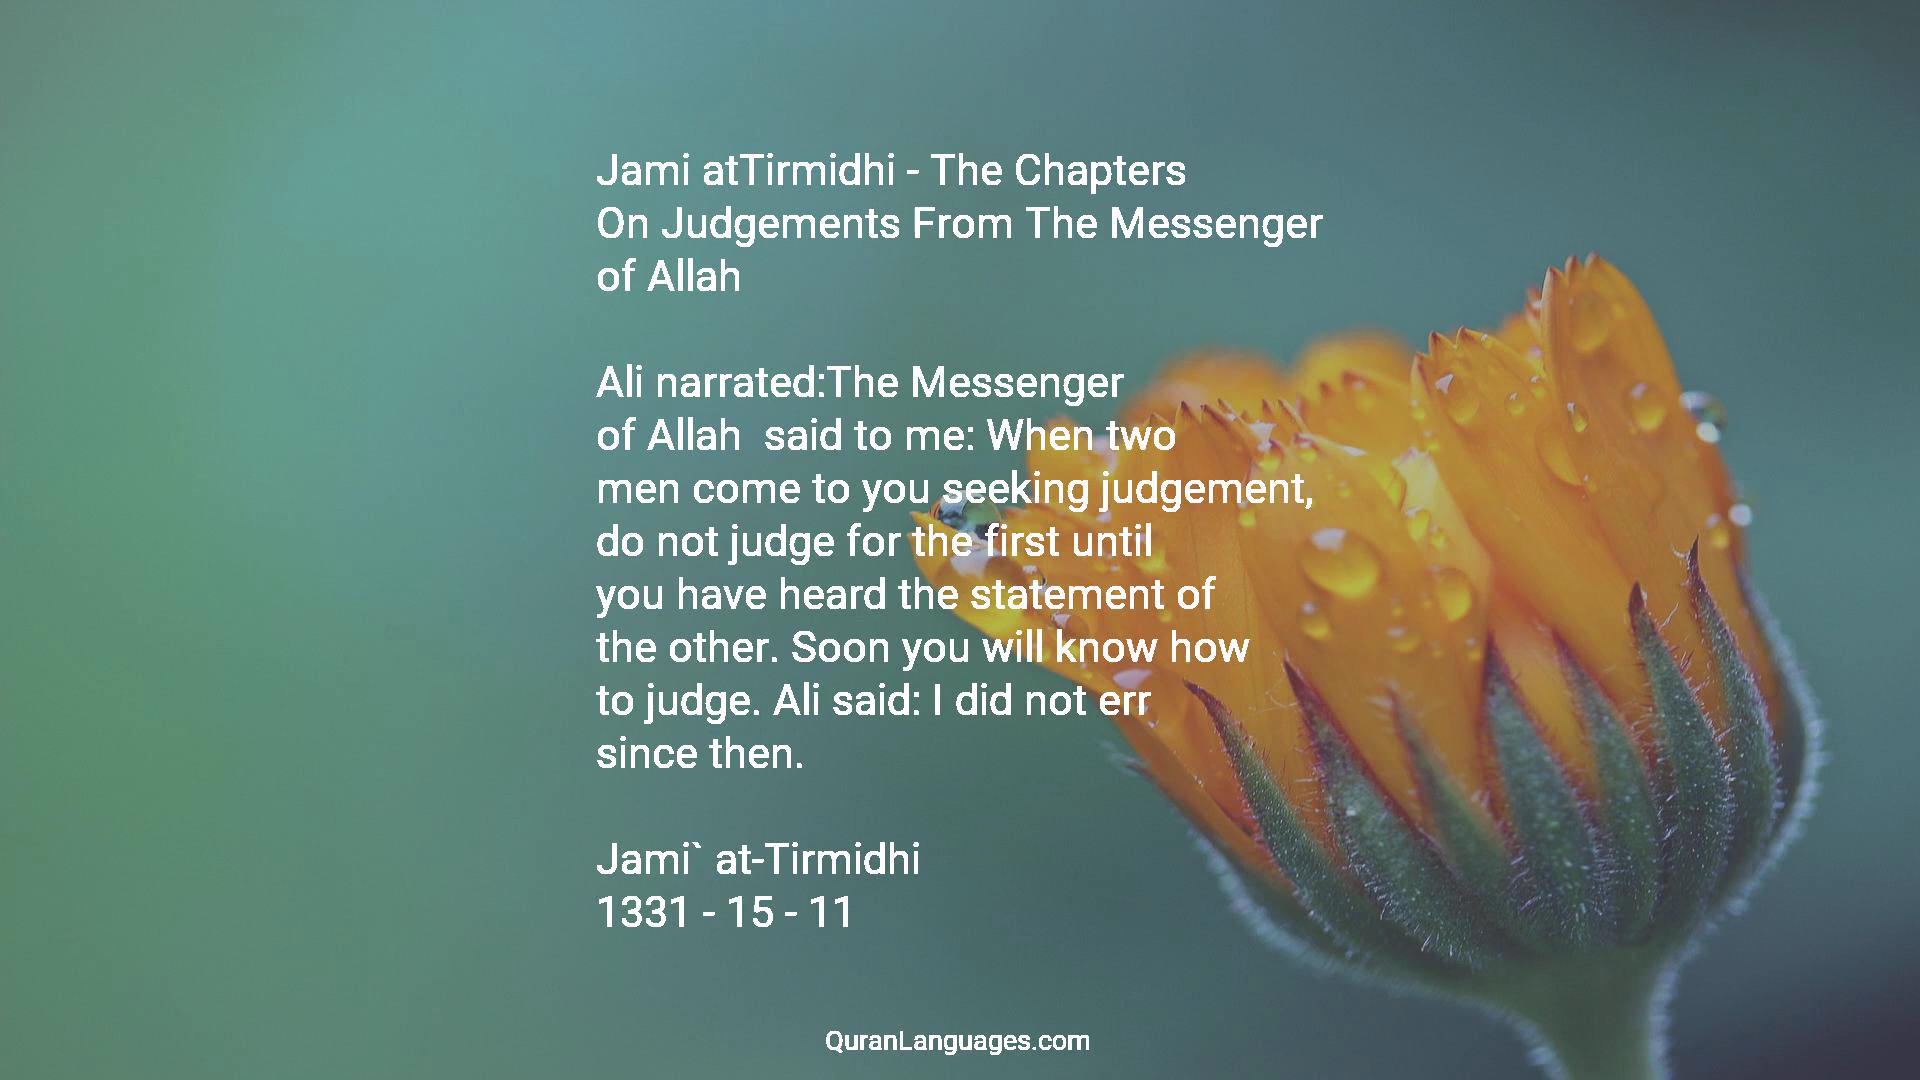 Jami atTirmidhi - The Chapters
On Judgements From The Messenger
of Allah
Ali narrated:The Messenger
of Allah  said to me: When two
men come to you seeking judgement,
do not judge for the first until
you have heard the statement of
the other. Soon you will know how
to judge. Ali said: I did not err
since then.
Jami` at-Tirmidhi
1331 - 15 - 11
QuranLanguages.com